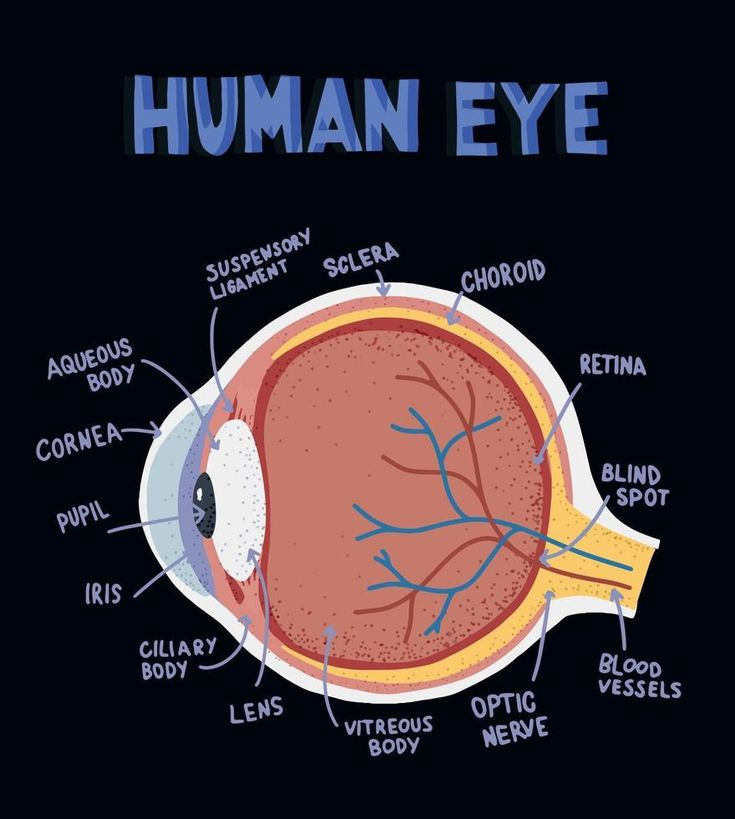 HUMAN EYE
SUSPENSORY
LIGAMENT
SCLERA
CHOROID
AQUEOUS
BODY
RETINA
CORNEA
BLIND
SPOT
PUPIL
IRIS
CILIARY
BODY
LENS
VITREOUS
BODY
OPTIC
NERVE
BLOOD
VESSELS